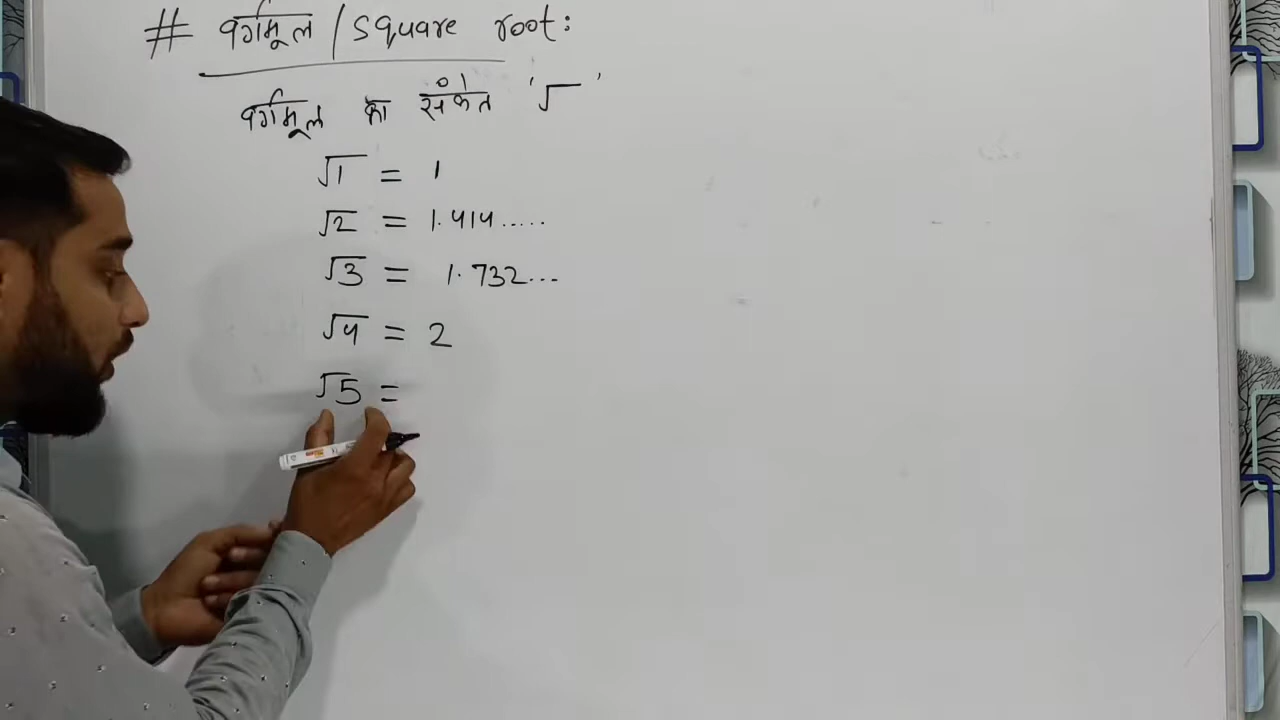 # वर्गमूल / square root:
वर्गमूल का संकेत '√‾'
√1 = 1
√2 = 1.414.....
√3 = 1.732...
√4 = 2
√5 =